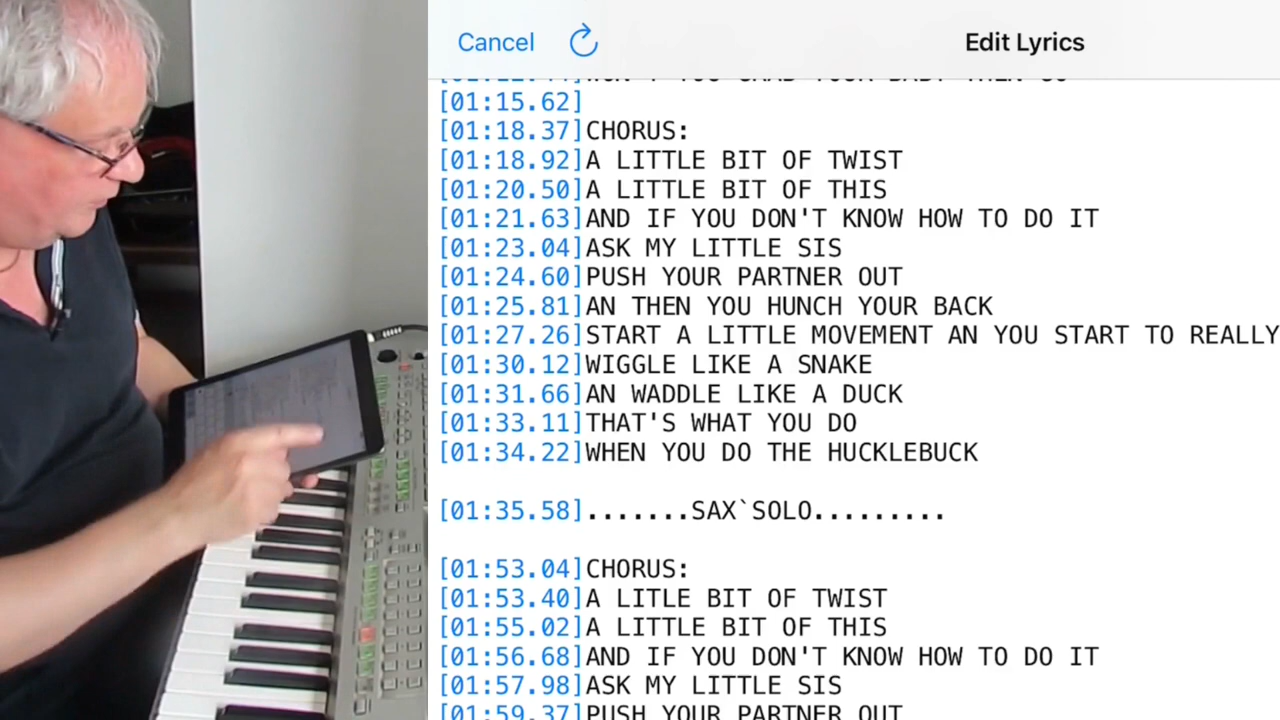 Cancel
Edit Lyrics
[01:15.62]
[01:18.37]CHORUS:
[01:18.92]A LITTLE BIT OF TWIST
[01:20.50]A LITTLE BIT OF THIS
[01:21.63]AND IF YOU DON'T KNOW HOW TO DO IT
[01:23.04]ASK MY LITTLE SIS
[01:24.60]PUSH YOUR PARTNER OUT
[01:25.81]AN THEN YOU HUNCH YOUR BACK
[01:27.26]START A LITTLE MOVEMENT AN YOU START TO REALLY
[01:30.12]WIGGLE LIKE A SNAKE
[01:31.66]AN WADDLE LIKE A DUCK
[01:33.11]THAT'S WHAT YOU DO
[01:34.22]WHEN YOU DO THE HUCKLEBUCK
[01:35.58].......SAX`SOLO.........
[01:53.04]CHORUS:
[01:53.40]A LITLE BIT OF TWIST
[01:55.02]A LITTLE BIT OF THIS
[01:56.68]AND IF YOU DON'T KNOW HOW TO DO IT
[01:57.98]ASK MY LITTLE SIS
[01:59.37]PUSH YOUR PARTNER OUT